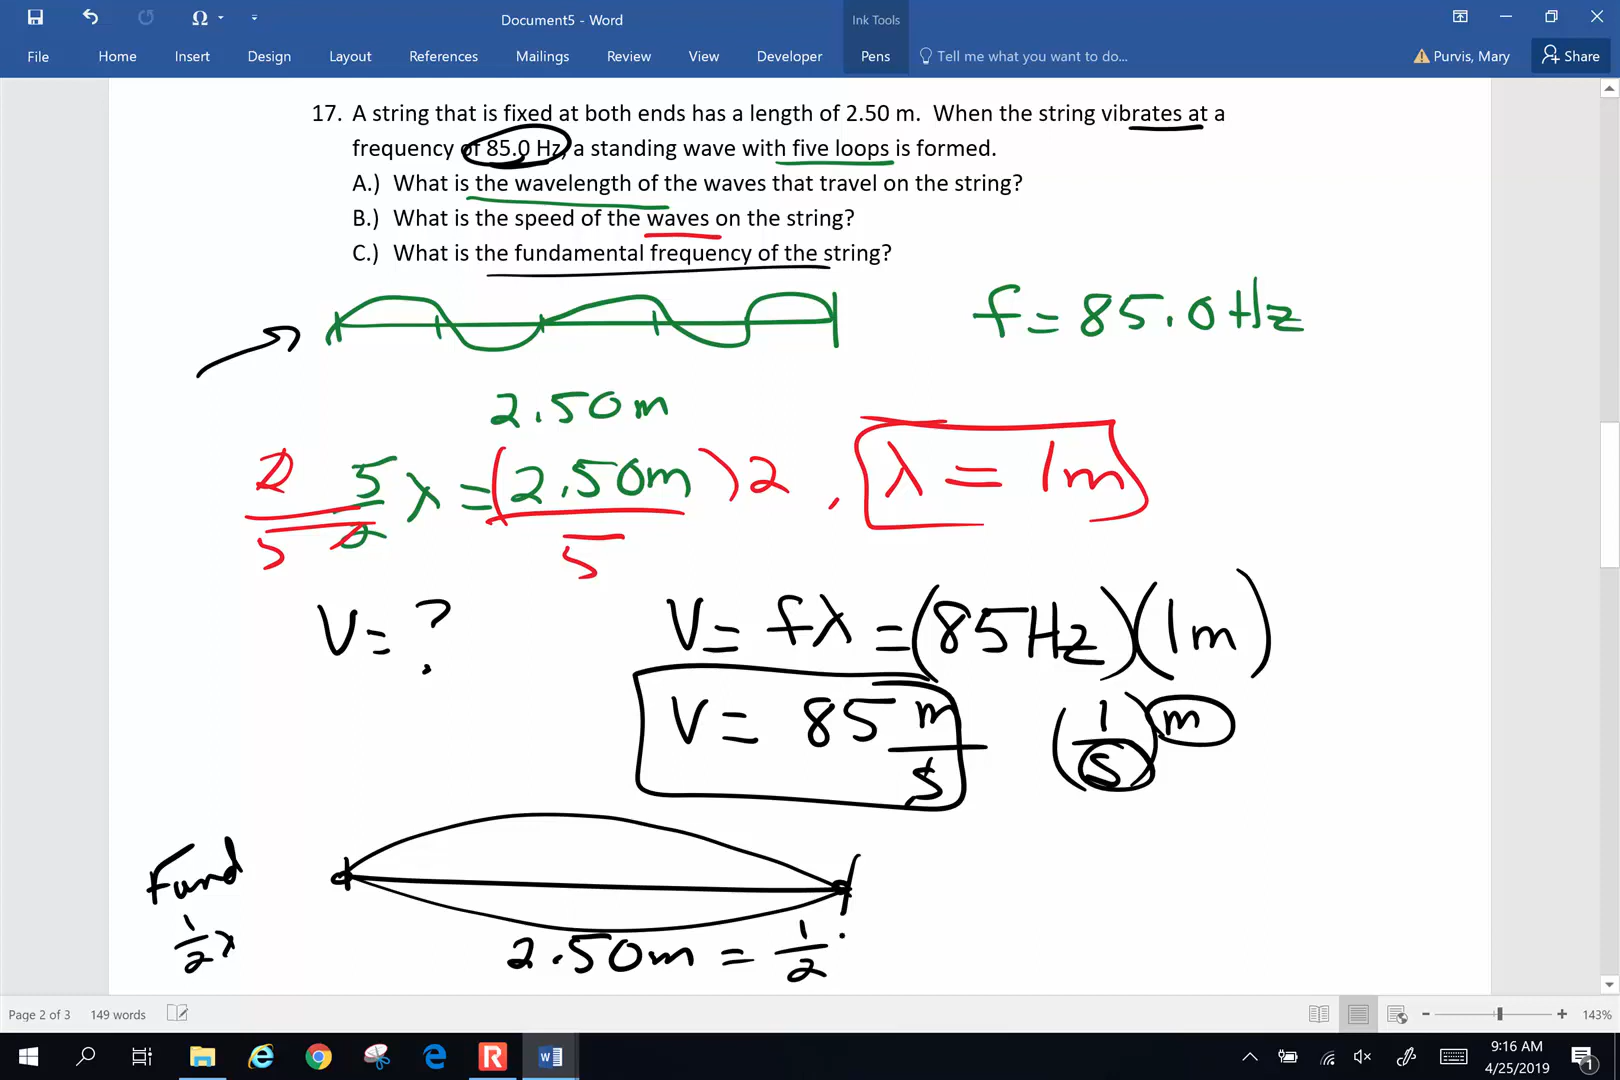 Document5 - Word
Ink Tools
File Home Insert Design Layout References Mailings Review View Developer Pens Tell me what you want to do... Purvis, Mary Share
17. A string that is fixed at both ends has a length of 2.50 m. When the string vibrates at a
frequency of 85.0 Hz, a standing wave with five loops is formed.
A.) What is the wavelength of the waves that travel on the string?
B.) What is the speed of the waves on the string?
C.) What is the fundamental frequency of the string?
f = 85.0 Hz
2.50 m
2/5 5/2 λ = (2.50m)2/5 , λ = 1m
V = ? V = fλ = (85Hz)(1m)
V = 85 m/s (1/s) m
Fund
1/2 λ 2.50m = 1/2
Page 2 of 3 149 words 143%
9:16 AM
4/25/2019